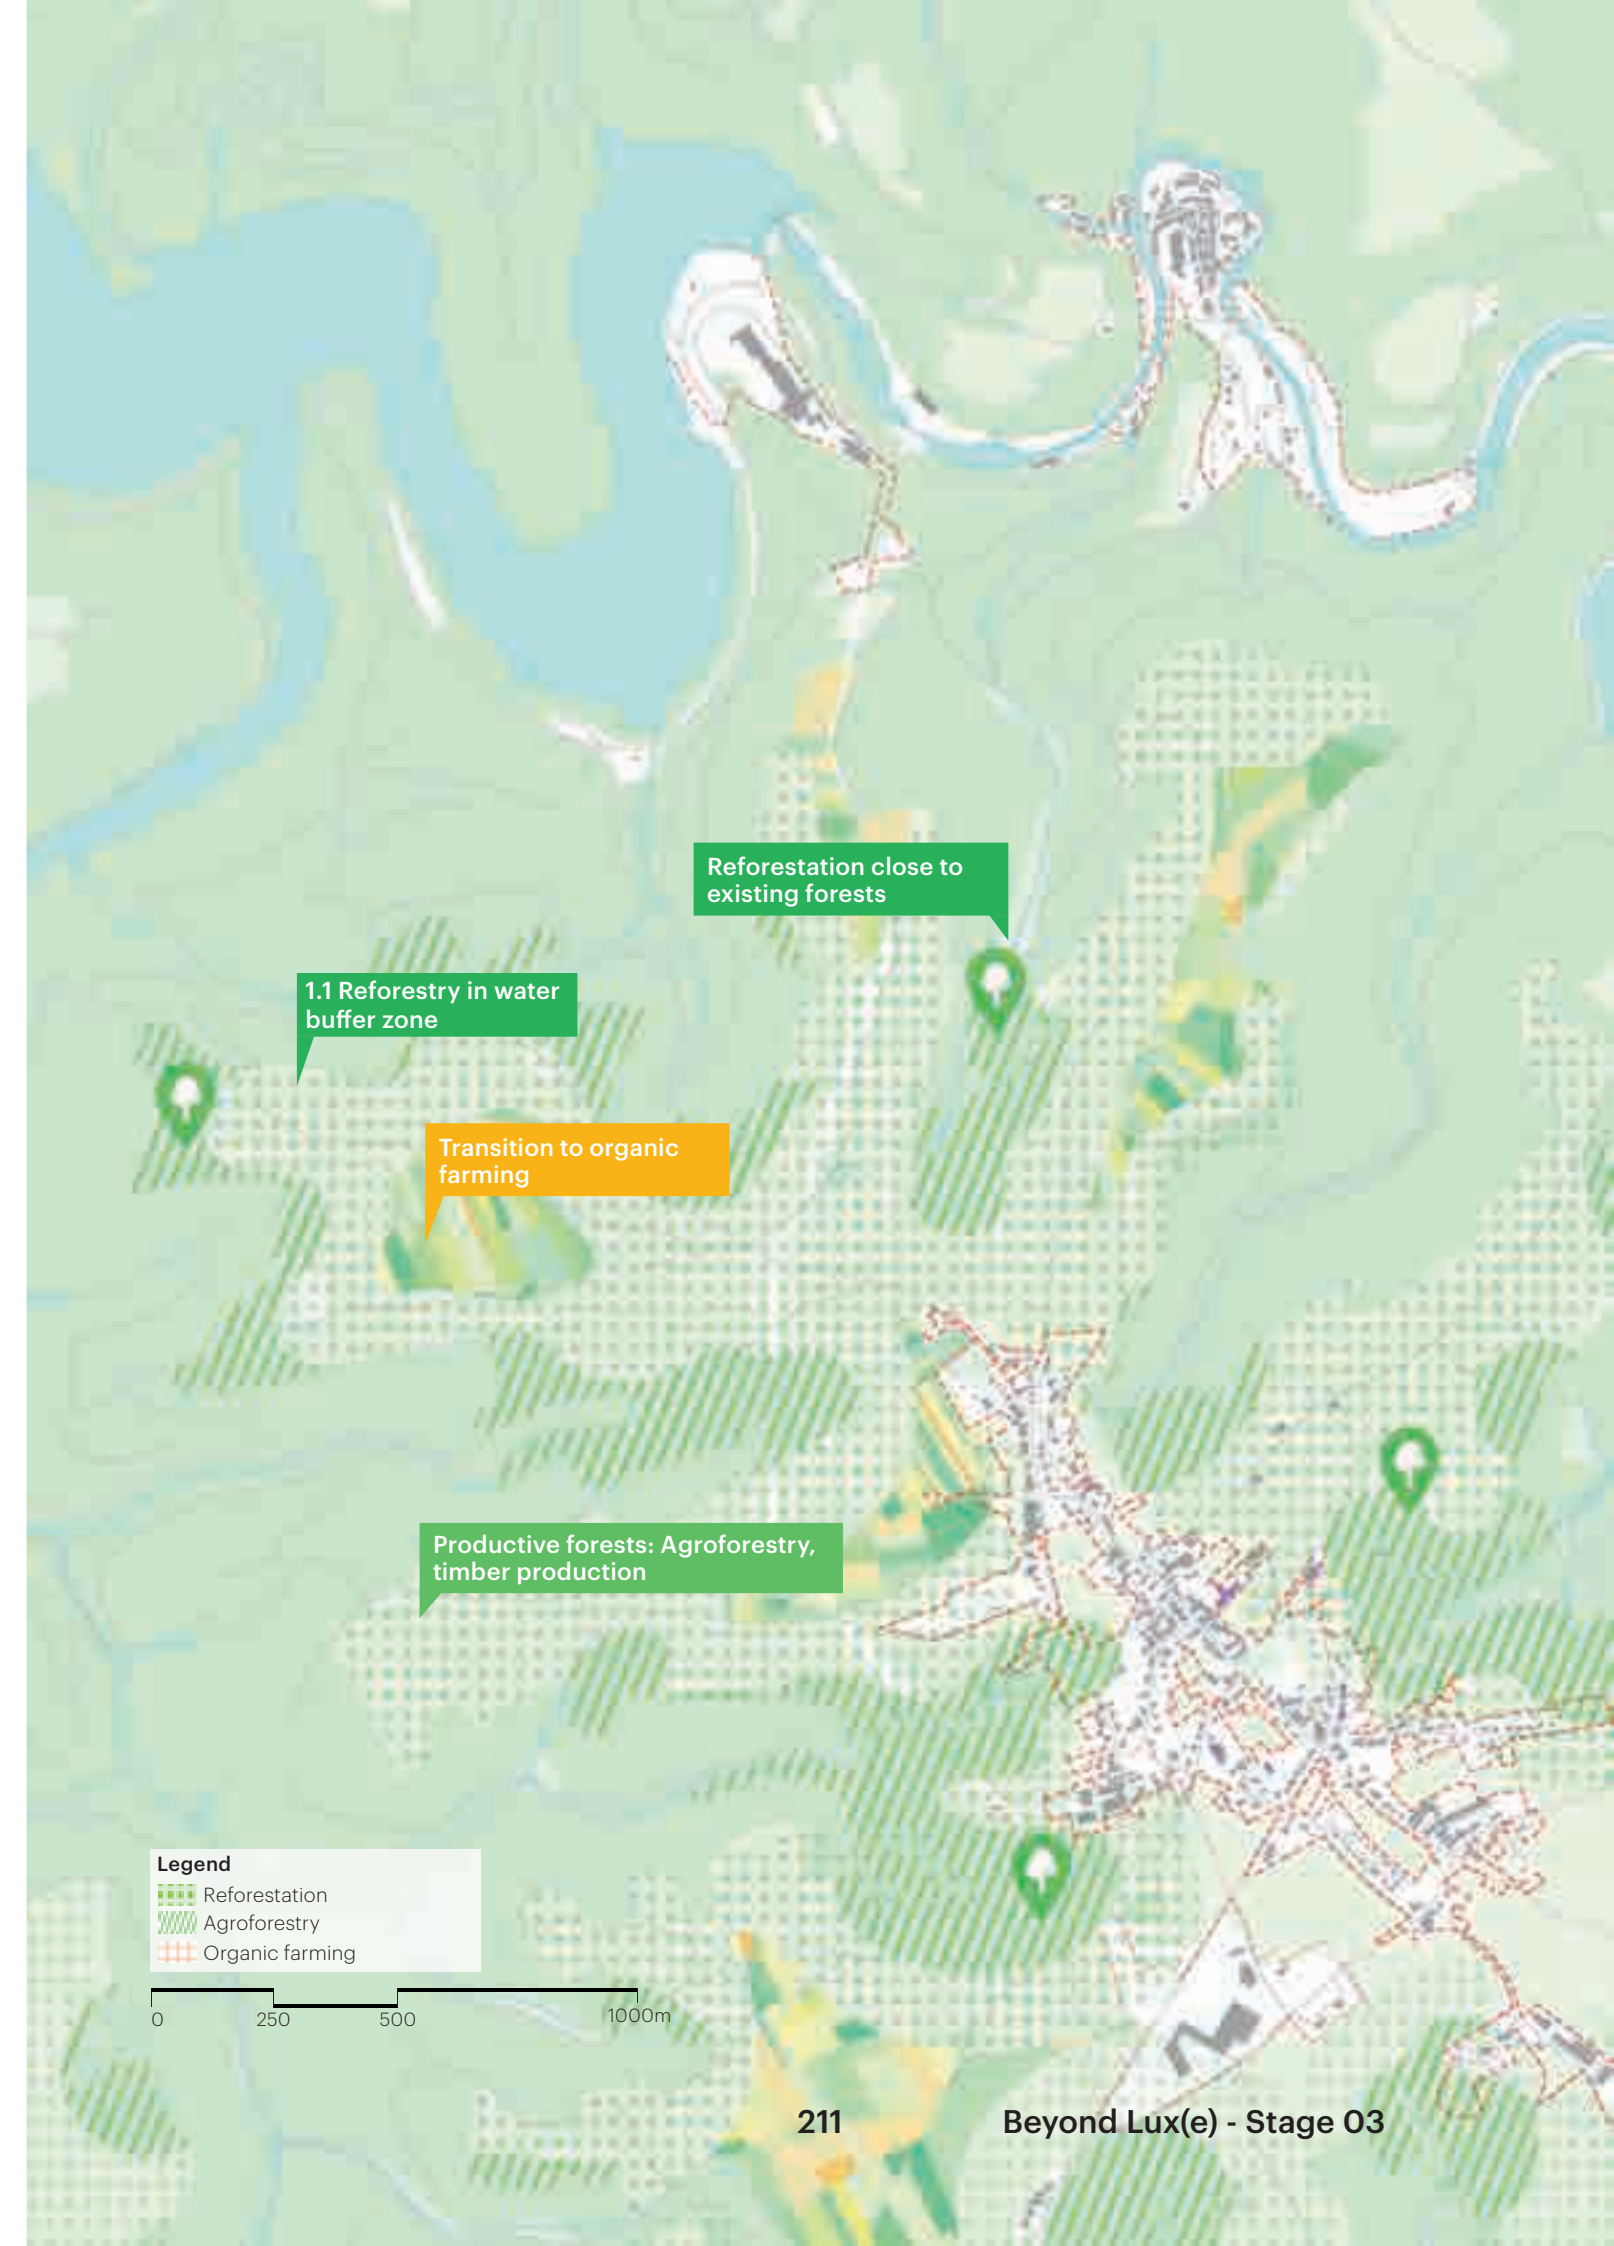 Reforestation close to
existing forests
1.1 Reforestry in water
buffer zone
Transition to organic
farming
Productive forests: Agroforestry,
timber production
Legend
Reforestation
Agroforestry
Organic farming
0
250
500
1000m
211
Beyond Lux(e) - Stage 03